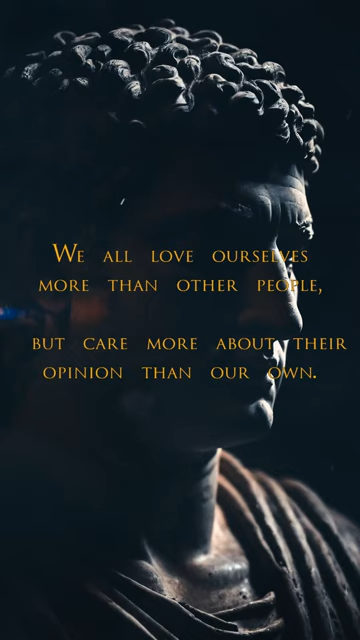 We all love ourselves
more than other people,
but care more about their
opinion than our own.